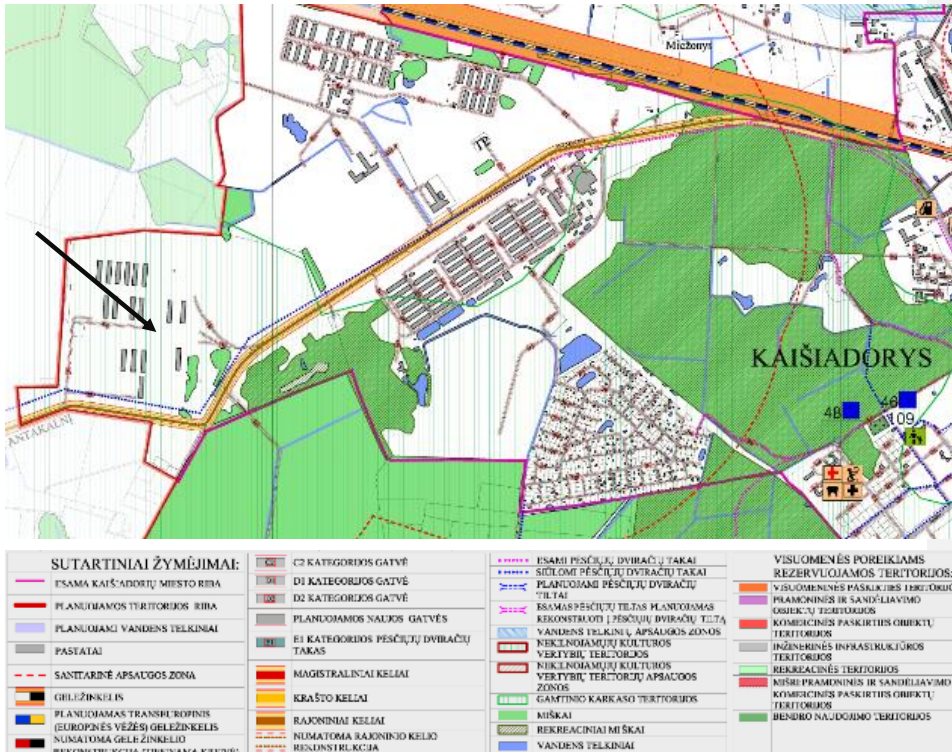 Miežonys
KAIŠIADORYS
48
46
109
SUTARTINIAI ŽYMĖJIMAI:
ESAMA KAIŠIADORIŲ MIESTO RIBA
PLANUOJAMOS TERITORIJOS RIBA
PLANUOJAMI VANDENS TELKINIAI
PASTATAI
SANITARINĖ APSAUGOS ZONA
GELEŽINKELIS
PLANUOJAMAS TRANSEUROPINIS
(EUROPINĖS VĖŽĖS) GELEŽINKELIS
NUMATOMA GELEŽINKELIO
C2 KATEGORIJOS GATVĖ
D1 KATEGORIJOS GATVĖ
D2 KATEGORIJOS GATVĖ
PLANUOJAMOS NAUJOS GATVĖS
E1 KATEGORIJOS PĖSČIŲJŲ DVIRAČIŲ
TAKAS
MAGISTRALINIAI KELIAI
KRAŠTO KELIAI
RAJONINIAI KELIAI
NUMATOMA RAJONINIO KELIO
REKONSTRUKCIJA
ESAMI PĖSČIŲJŲ DVIRAČIŲ TAKAI
SIŪLOMI PĖSČIŲJŲ DVIRAČIŲ TAKAI
PLANUOJAMI PĖSČIŲJŲ DVIRAČIŲ
TILTAI
ESAMAS PĖSČIŲJŲ TILTAS PLANUOJAMAS
REKONSTRUOTI Į PĖSČIŲJŲ DVIRAČIŲ TILTĄ
VANDENS TELKINIŲ APSAUGOS ZONOS
NEKILNOJAMŲJŲ KULTŪROS
VERTYBIŲ TERITORIJOS
NEKILNOJAMŲJŲ KULTŪROS
VERTYBIŲ TERITORIJŲ APSAUGOS
ZONOS
GAMTINIO KARKASO TERITORIJOS
MIŠKAI
REKREACINIAI MIŠKAI
VANDENS TELKINIAI
VISUOMENĖS POREIKIAMS
REZERVUOJAMOS TERITORIJOS:
VISUOMENINĖS PASKIRTIES TERITORIJOS
PRAMONINĖS IR SANDĖLIAVIMO
OBJEKTŲ TERITORIJOS
KOMERCINĖS PASKIRTIES OBJEKTŲ
TERITORIJOS
INŽINERINĖS INFRASTRUKTŪROS
TERITORIJOS
REKREACINĖS TERITORIJOS
MIŠRI PRAMONINĖS IR SANDĖLIAVIMO
KOMERCINĖS PASKIRTIES OBJEKTŲ
TERITORIJOS
BENDRO NAUDOJIMO TERITORIJOS